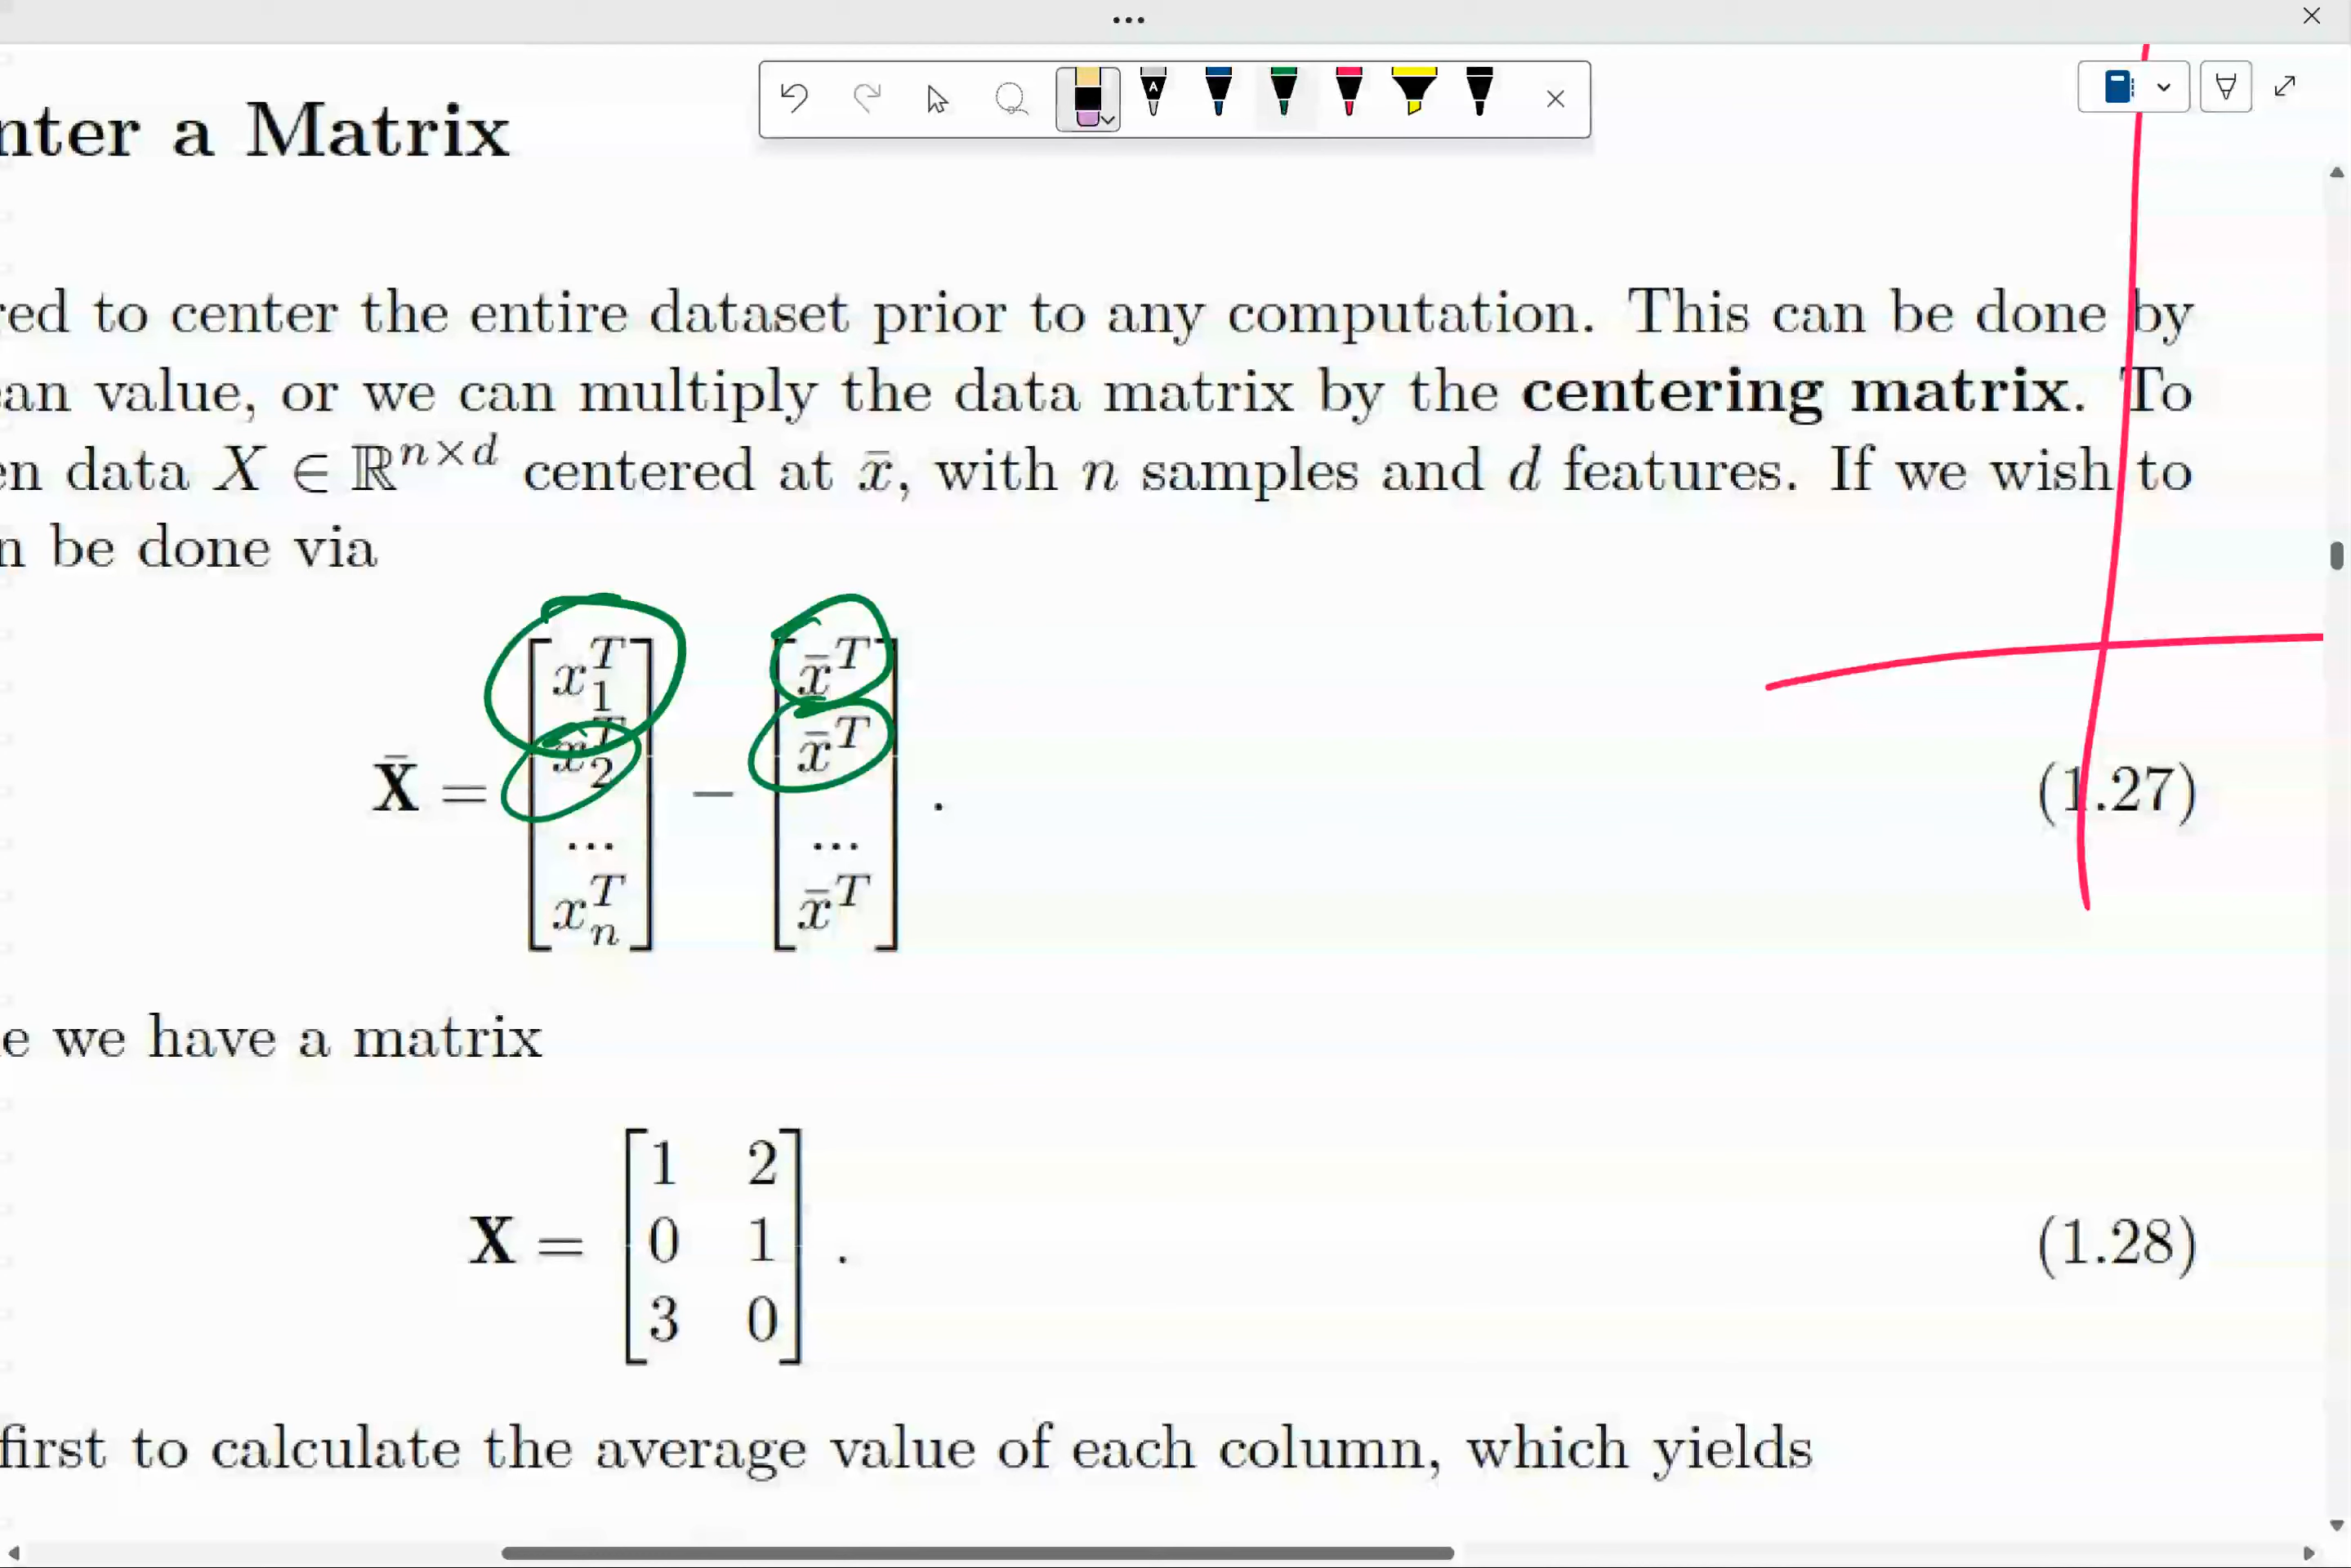 nter a Matrix
red to center the entire dataset prior to any computation. This can be done by
an value, or we can multiply the data matrix by the centering matrix. To
en data X ∈ ℝ^{n×d} centered at x̄, with n samples and d features. If we wish to
n be done via
X̄ = [x_1^T x_2^T ... x_n^T] − [x̄^T x̄^T ... x̄^T] . (1.27)
e we have a matrix
X = [1 2; 0 1; 3 0] . (1.28)
first to calculate the average value of each column, which yields